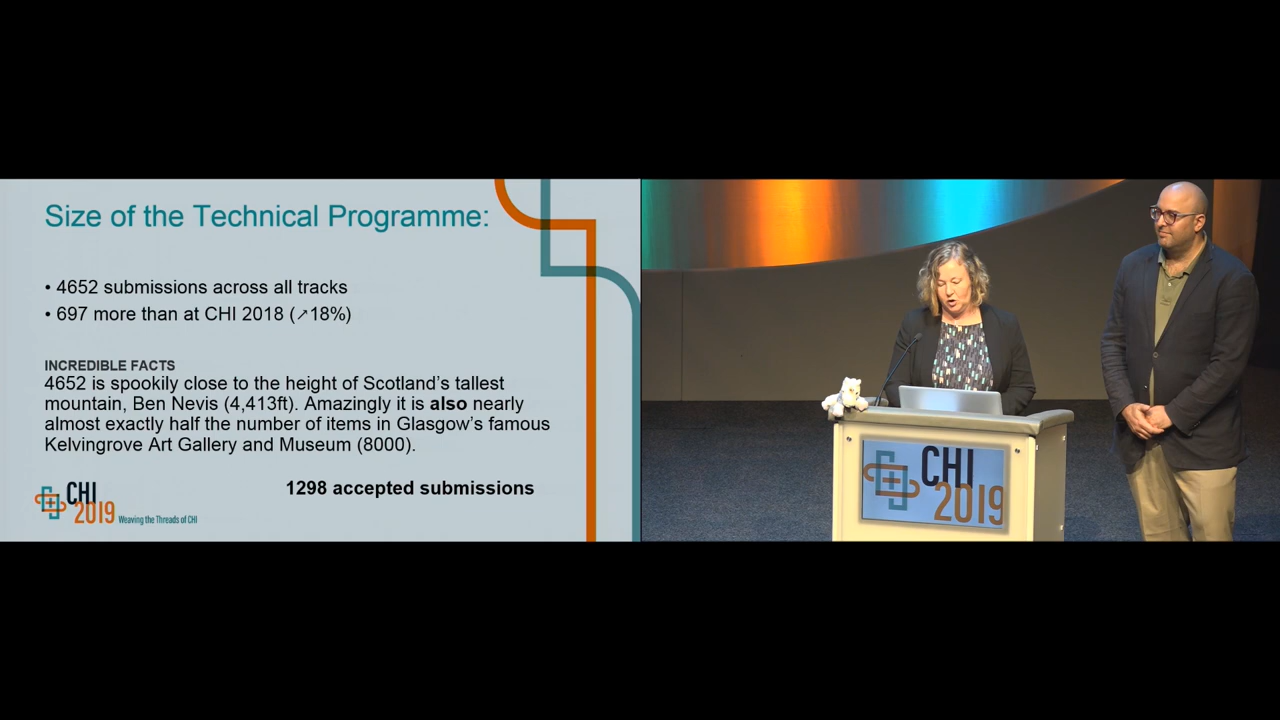 Size of the Technical Programme:
• 4652 submissions across all tracks
• 697 more than at CHI 2018 (↗18%)
INCREDIBLE FACTS
4652 is spookily close to the height of Scotland's tallest
mountain, Ben Nevis (4,413ft). Amazingly it is also nearly
almost exactly half the number of items in Glasgow's famous
Kelvingrove Art Gallery and Museum (8000).
1298 accepted submissions
CHI
2019 Weaving the Threads of CHI
CHI
2019